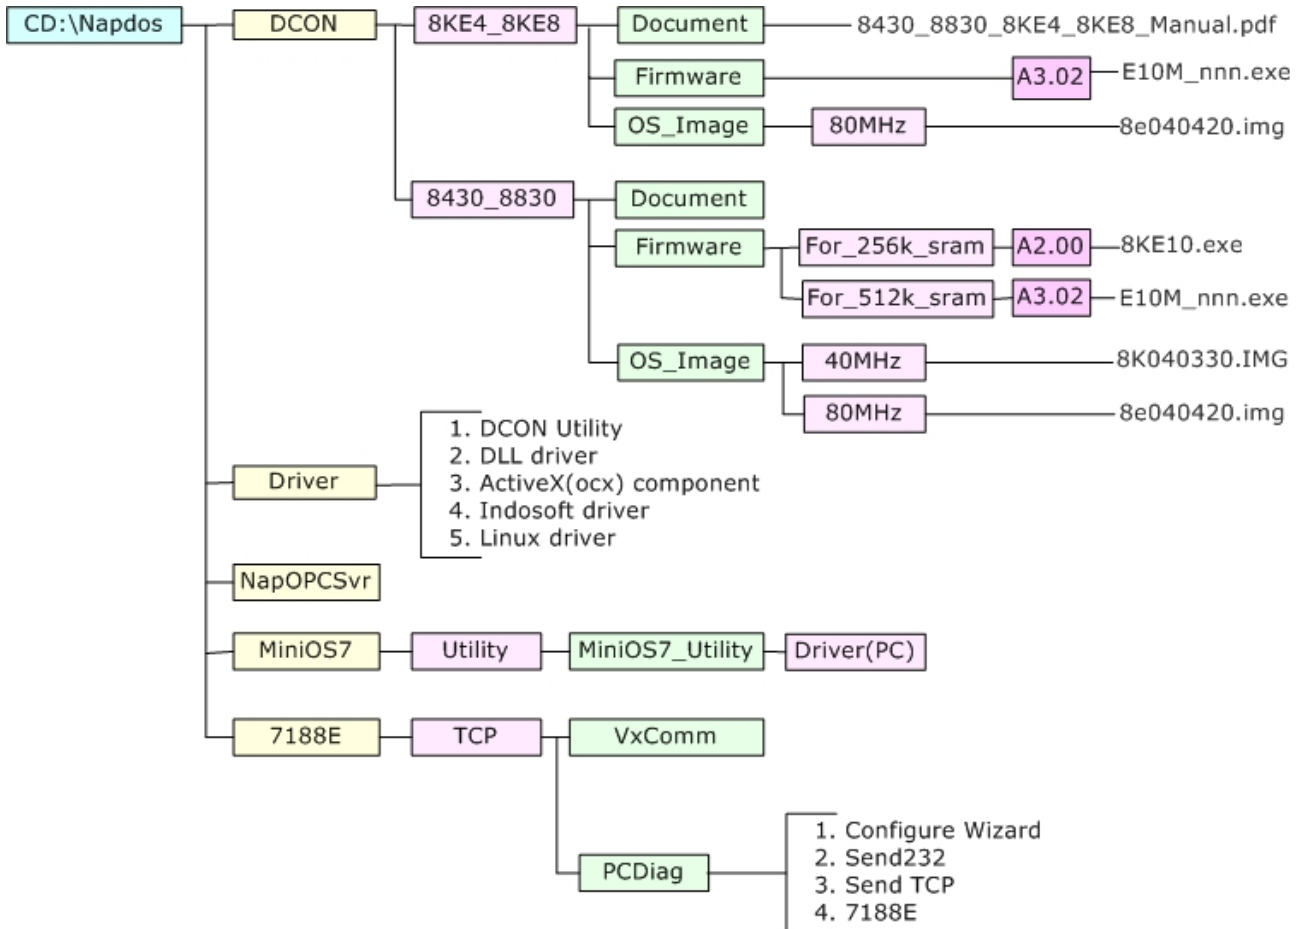 CD:\Napdos DCON 8KE4_8KE8 Document 8430_8830_8KE4_8KE8_Manual.pdf
Firmware A3.02 E10M_nnn.exe
OS_Image 80MHz 8e040420.img
8430_8830 Document
Firmware For_256k_sram A2.00 8KE10.exe
For_512k_sram A3.02 E10M_nnn.exe
OS_Image 40MHz 8K040330.IMG
80MHz 8e040420.img
Driver
1. DCON Utility
2. DLL driver
3. ActiveX(ocx) component
4. Indosoft driver
5. Linux driver
NapOPCSvr
MiniOS7 Utility MiniOS7_Utility Driver(PC)
7188E TCP VxComm
PCDiag
1. Configure Wizard
2. Send232
3. Send TCP
4. 7188E